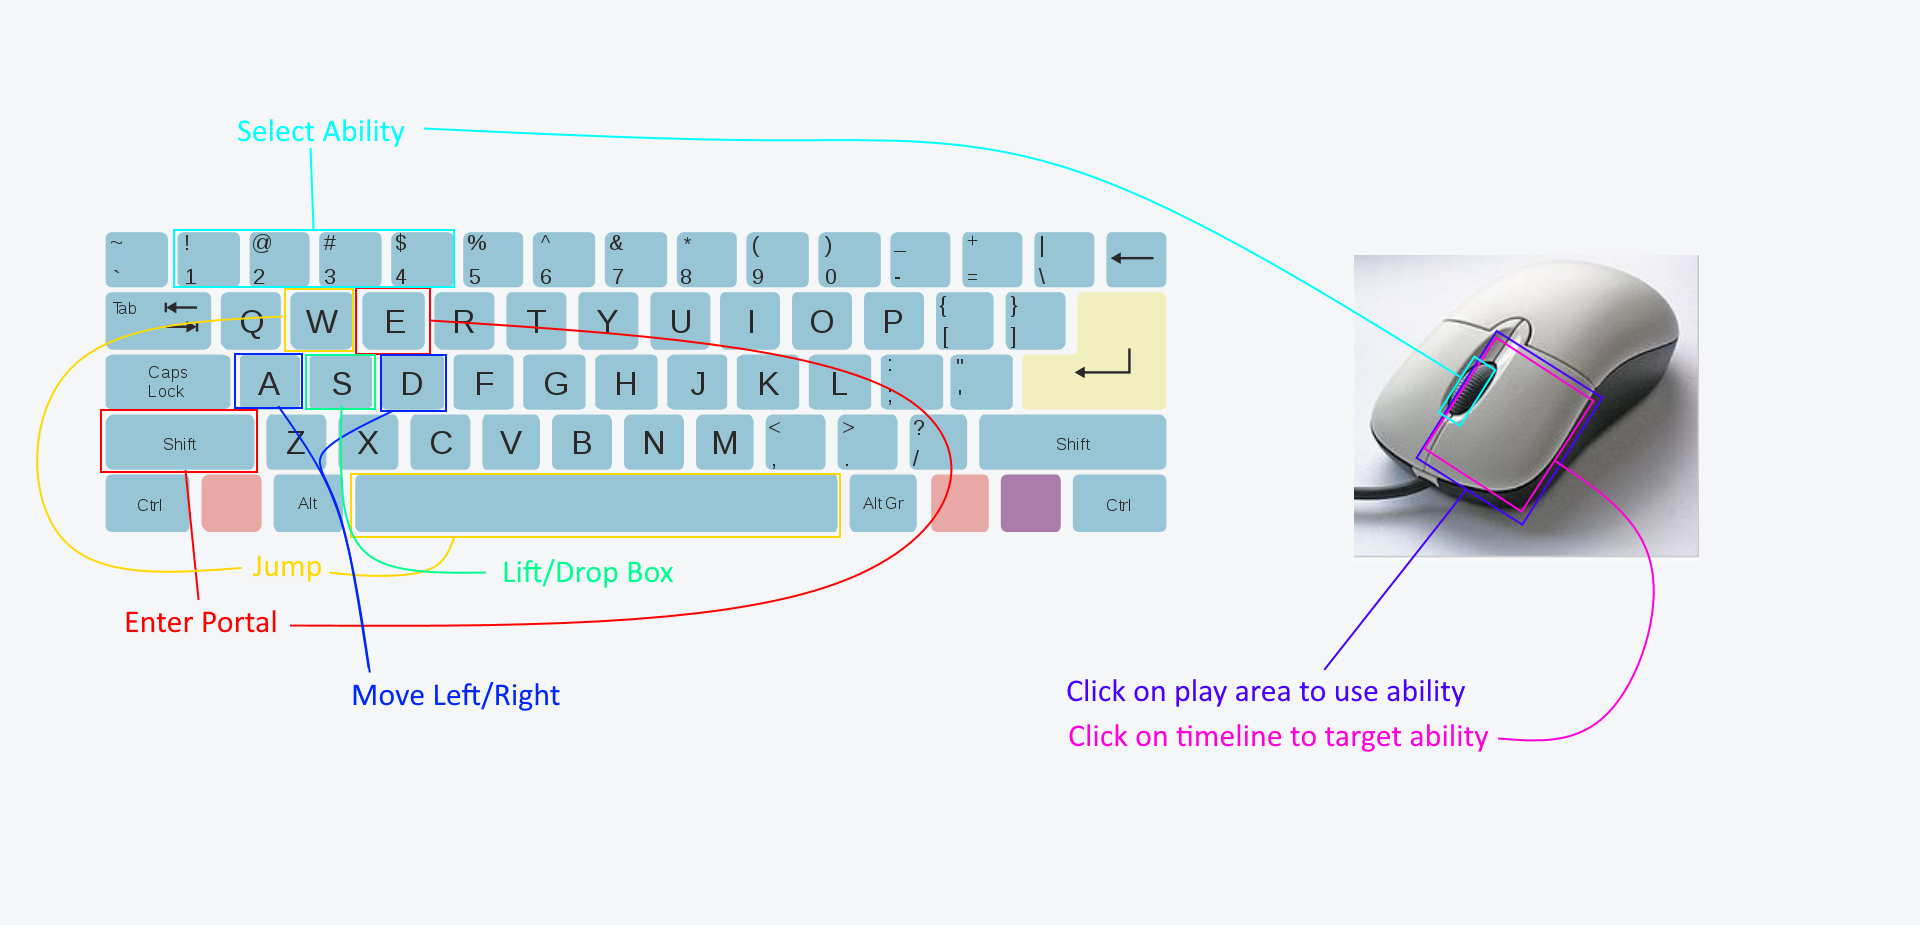 Select Ability
~ ! @ # $ % ^ & * ( ) _ + |
` 1 2 3 4 5 6 7 8 9 0 - = \
Tab Q W E R T Y U I O P { }
[ ]
Caps
Lock
A S D F G H J K L : "
; '
Shift Z X C V B N M < > ? Shift
, . /
Ctrl Alt Alt Gr Ctrl
Jump
Lift/Drop Box
Enter Portal
Move Left/Right
Click on play area to use ability
Click on timeline to target ability